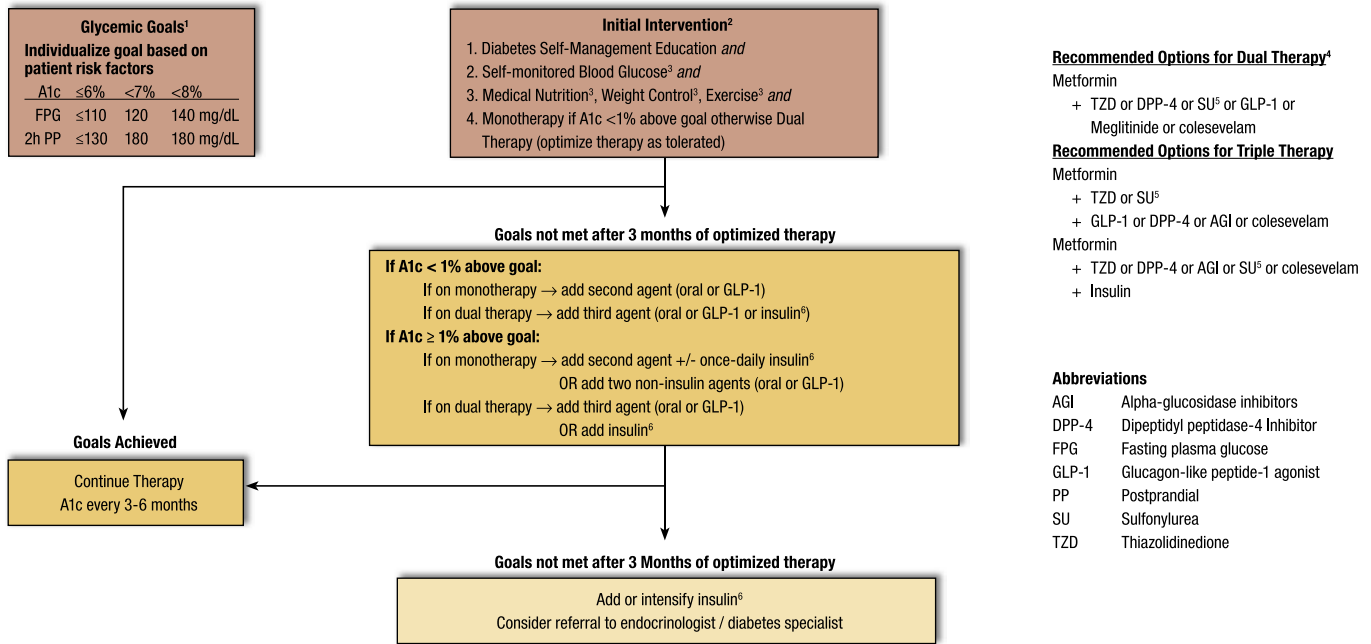 Glycemic Goals¹
Individualize goal based on
patient risk factors
A1c ≤6% <7% <8%
FPG ≤110 120 140 mg/dL
2h PP ≤130 180 180 mg/dL
Initial Intervention²
1. Diabetes Self-Management Education and
2. Self-monitored Blood Glucose³ and
3. Medical Nutrition³, Weight Control³, Exercise³ and
4. Monotherapy if A1c <1% above goal otherwise Dual
Therapy (optimize therapy as tolerated)
Goals not met after 3 months of optimized therapy
If A1c < 1% above goal:
If on monotherapy → add second agent (oral or GLP-1)
If on dual therapy → add third agent (oral or GLP-1 or insulin⁶)
If A1c ≥ 1% above goal:
If on monotherapy → add second agent +/- once-daily insulin⁶
OR add two non-insulin agents (oral or GLP-1)
If on dual therapy → add third agent (oral or GLP-1)
OR add insulin⁶
Goals Achieved
Continue Therapy
A1c every 3-6 months
Goals not met after 3 Months of optimized therapy
Add or intensify insulin⁶
Consider referral to endocrinologist / diabetes specialist
Recommended Options for Dual Therapy⁴
Metformin
+ TZD or DPP-4 or SU⁵ or GLP-1 or
Meglitinide or colesevelam
Recommended Options for Triple Therapy
Metformin
+ TZD or SU⁵
+ GLP-1 or DPP-4 or AGI or colesevelam
Metformin
+ TZD or DPP-4 or AGI or SU⁵ or colesevelam
+ Insulin
Abbreviations
AGI Alpha-glucosidase inhibitors
DPP-4 Dipeptidyl peptidase-4 Inhibitor
FPG Fasting plasma glucose
GLP-1 Glucagon-like peptide-1 agonist
PP Postprandial
SU Sulfonylurea
TZD Thiazolidinedione